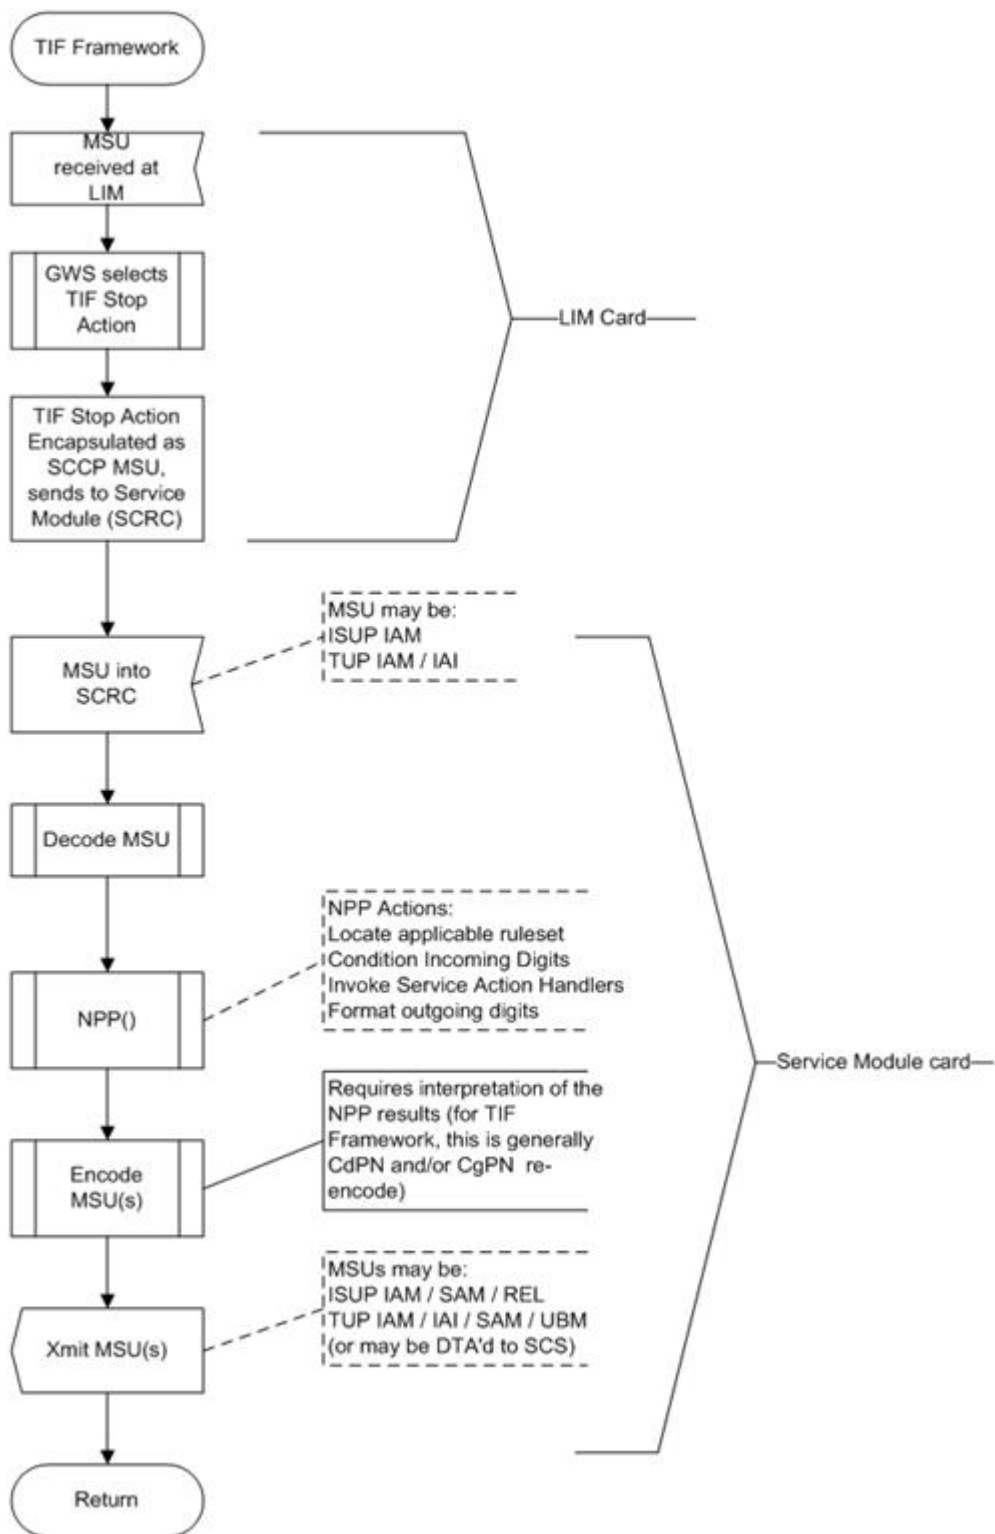 TIF Framework
MSU
received at
LIM
GWS selects
TIF Stop
Action
LIM Card
TIF Stop Action
Encapsulated as
SCCP MSU,
sends to Service
Module (SCRC)
MSU may be:
ISUP IAM
TUP IAM / IAI
MSU into
SCRC
Decode MSU
NPP Actions:
Locate applicable ruleset
Condition Incoming Digits
Invoke Service Action Handlers
Format outgoing digits
NPP()
Service Module card
Requires interpretation of the
NPP results (for TIF
Framework, this is generally
CdPN and/or CgPN re-
encode)
Encode
MSU(s)
MSUs may be:
ISUP IAM / SAM / REL
TUP IAM / IAI / SAM / UBM
(or may be DTA'd to SCS)
Xmit MSU(s)
Return